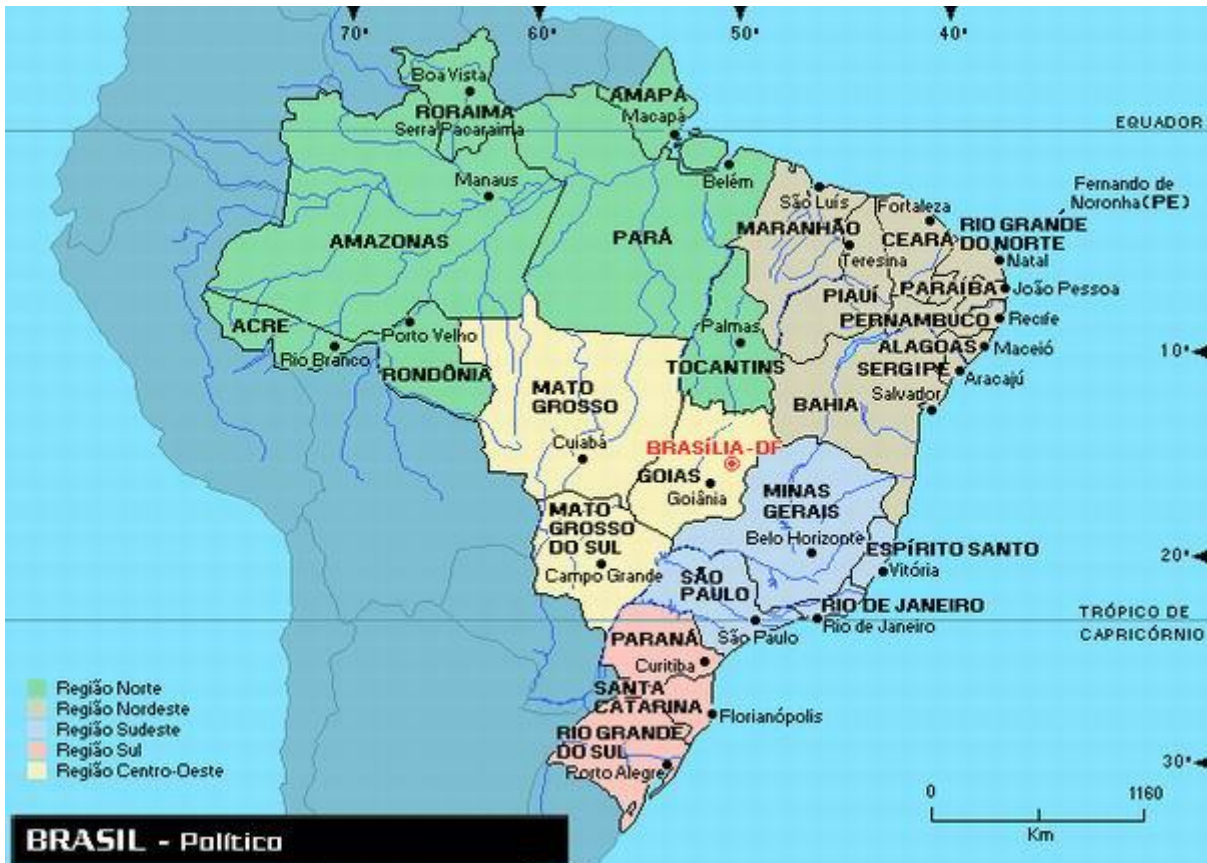 70°
60°
50°
40°
Boa Vista
RORAIMA
Serra Pacaraima
AMAPÁ
Macapá
EQUADOR
Manaus
Belém
São Luís
Fortaleza
Fernando de
Noronha(PE)
AMAZONAS
PARÁ
MARANHÃO
Teresina
CEARÁ
RIO GRANDE
DO NORTE
Natal
PIAUÍ
PARAÍBA
João Pessoa
PERNAMBUCO
Recife
ACRE
Rio Branco
Porto Velho
RONDÔNIA
Palmas
TOCANTINS
ALAGOAS
Maceió
SERGIPE
Aracajú
10°
MATO
GROSSO
Cuiabá
BAHIA
Salvador
BRASÍLIA-DF
GOIAS
Goiânia
MINAS
GERAIS
Belo Horizonte
MATO
GROSSO
DO SUL
Campo Grande
ESPÍRITO SANTO
Vitória
20°
SÃO
PAULO
São Paulo
RIO DE JANEIRO
Rio de Janeiro
TRÓPICO DE
CAPRICÓRNIO
PARANÁ
Curitiba
SANTA
CATARINA
Florianópolis
RIO GRANDE
DO SUL
Porto Alegre
30°
Região Norte
Região Nordeste
Região Sudeste
Região Sul
Região Centro-Oeste
0
1160
Km
BRASIL - Político